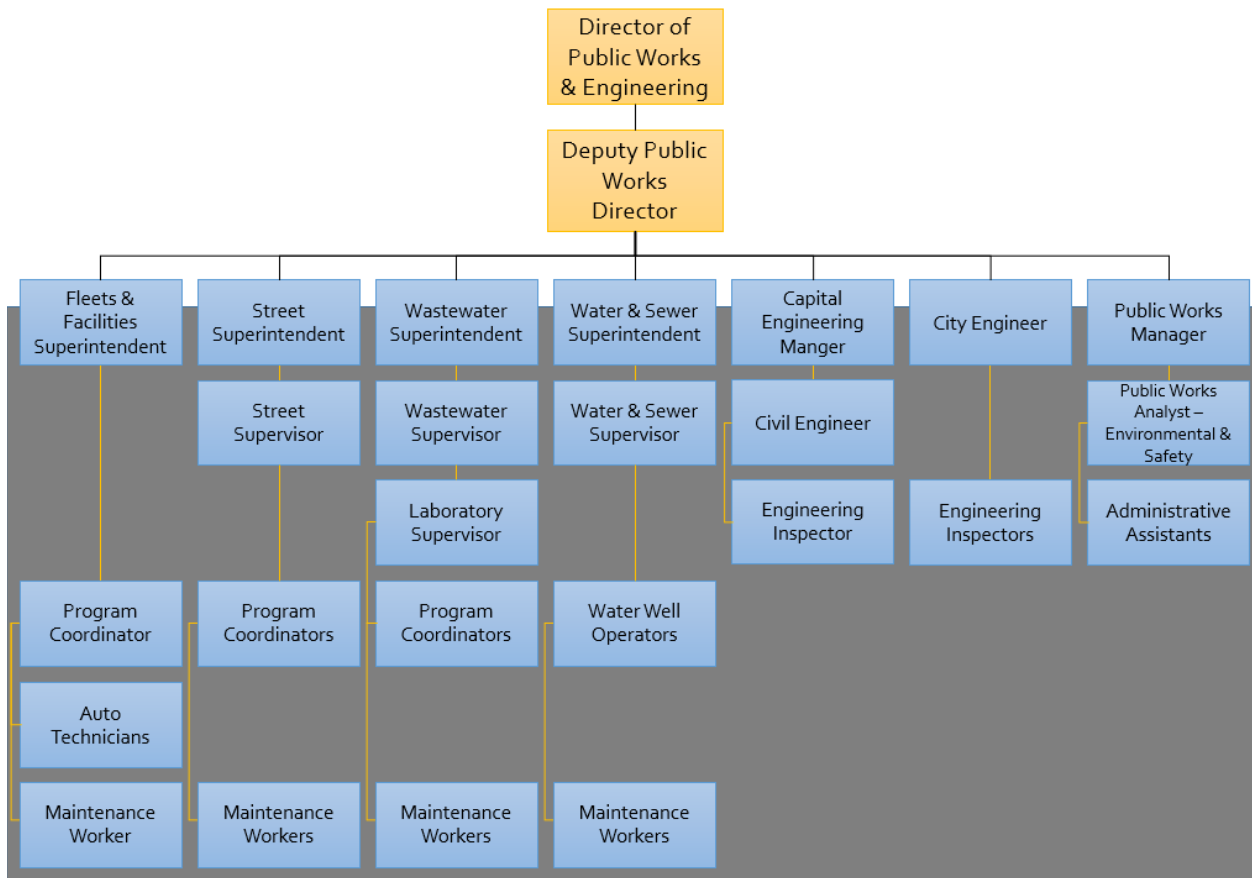 Director of
Public Works
& Engineering
Deputy Public
Works
Director
Fleets &
Facilities
Superintendent
Street
Superintendent
Wastewater
Superintendent
Water & Sewer
Superintendent
Capital
Engineering
Manger
City Engineer
Public Works
Manager
Street
Supervisor
Wastewater
Supervisor
Water & Sewer
Supervisor
Civil Engineer
Public Works
Analyst –
Environmental &
Safety
Laboratory
Supervisor
Engineering
Inspector
Engineering
Inspectors
Administrative
Assistants
Program
Coordinator
Program
Coordinators
Program
Coordinators
Water Well
Operators
Auto
Technicians
Maintenance
Worker
Maintenance
Workers
Maintenance
Workers
Maintenance
Workers